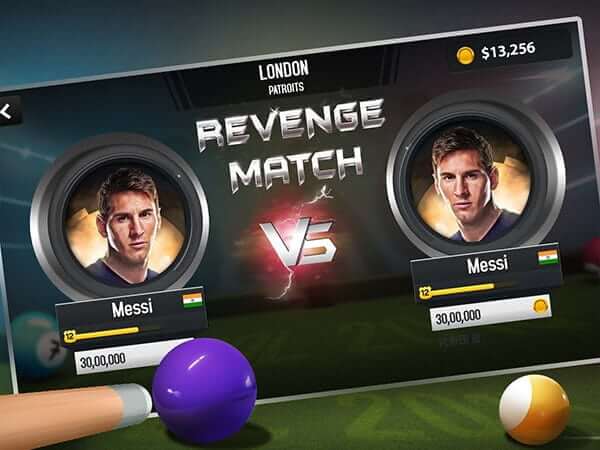 LONDON
PATROITS
$13,256
REVENGE
MATCH
VS
Messi
12
30,00,000
Messi
12
30,00,000